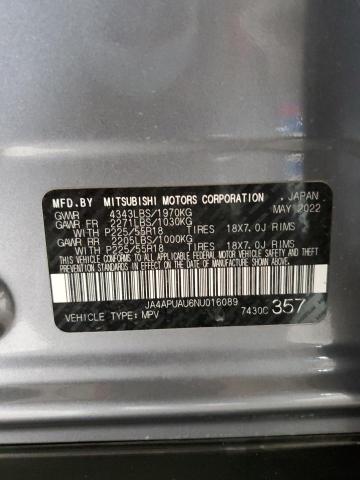 MFD.BY MITSUBISHI MOTORS CORPORATION JAPAN
GVWR 4343LBS/1970KG MAY 2022
GAWR FR 2271LBS/1030KG
WITH P225/55R18 TIRES 18X7.0J RIMS
GAWR RR 2205LBS/1000KG
WITH P225/55R18 TIRES 18X7.0J RIMS
THIS VEHICLE CONFORMS TO ALL APPLICABLE FEDERAL
MOTOR VEHICLE SAFETY, BUMPER AND THEFT PREVENTION
STANDARDS IN EFFECT ON THE DATE OF MANUFACTURE
SHOWN ABOVE.
JA4APUAU6NU016089
VEHICLE TYPE: MPV 7430C 357